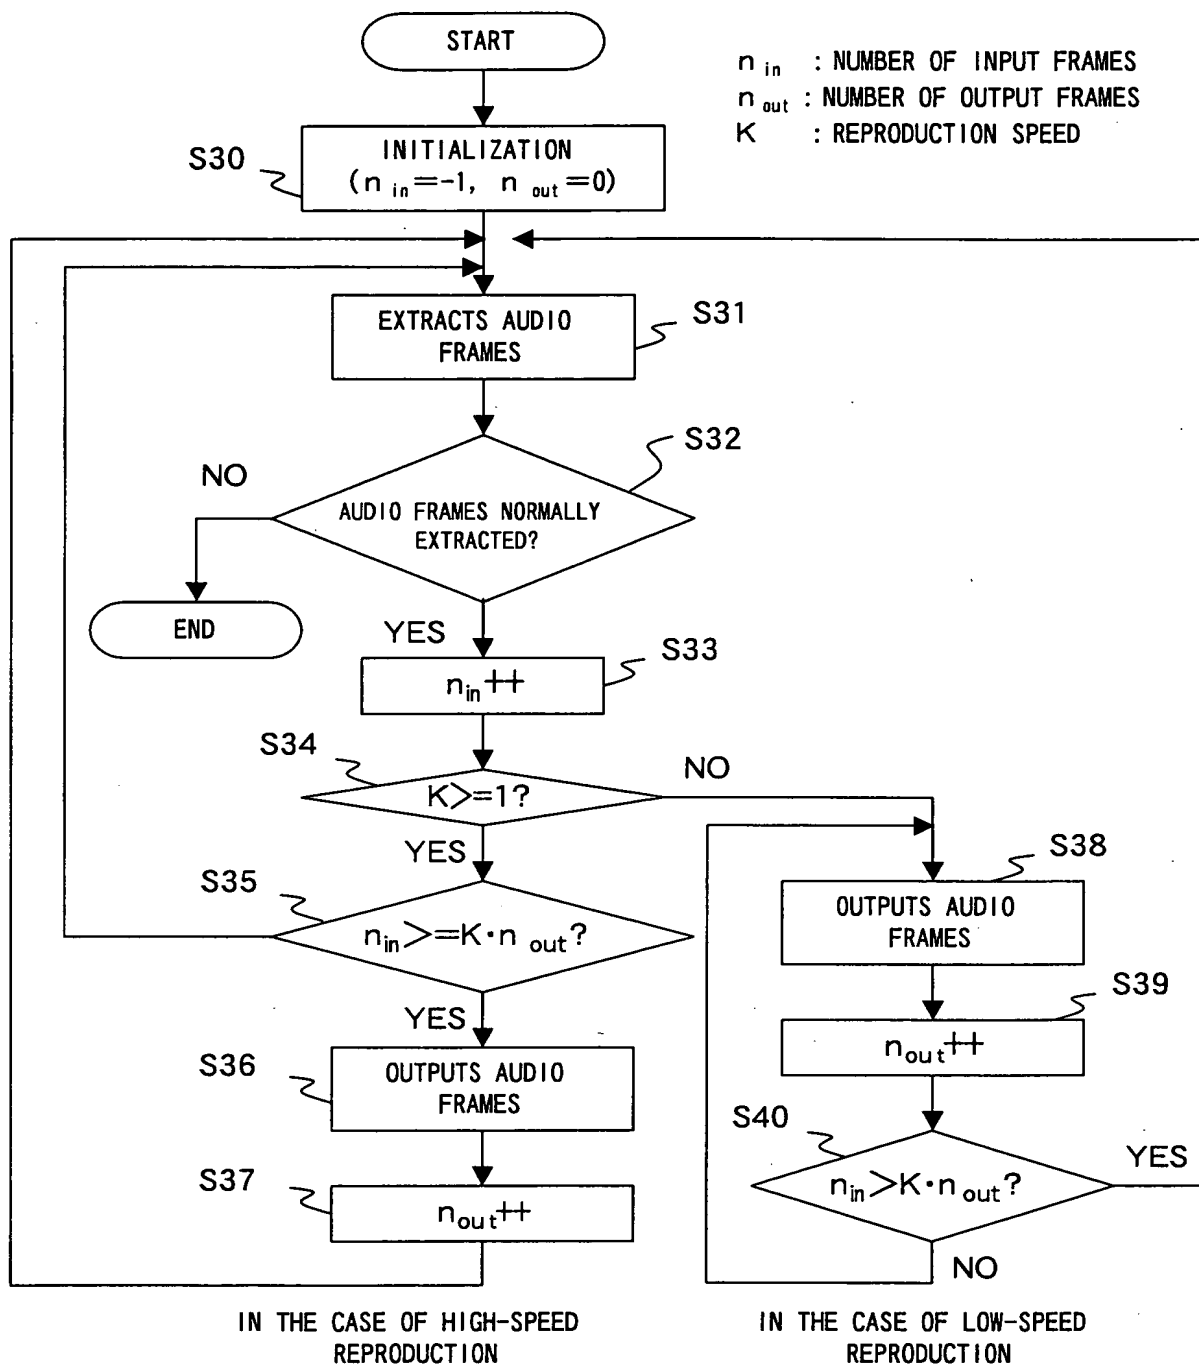 START
n in : NUMBER OF INPUT FRAMES
n out : NUMBER OF OUTPUT FRAMES
K : REPRODUCTION SPEED
S30
INITIALIZATION
(n in =-1, n out =0)
EXTRACTS AUDIO
FRAMES
S31
S32
NO
AUDIO FRAMES NORMALLY
EXTRACTED?
END
YES
S33
n in ++
S34
NO
K>=1?
YES
S35
n in >=K・n out ?
S38
OUTPUTS AUDIO
FRAMES
YES
S39
n out ++
S36
OUTPUTS AUDIO
FRAMES
S40
YES
n in >K・n out ?
S37
n out ++
NO
IN THE CASE OF HIGH-SPEED
REPRODUCTION
IN THE CASE OF LOW-SPEED
REPRODUCTION